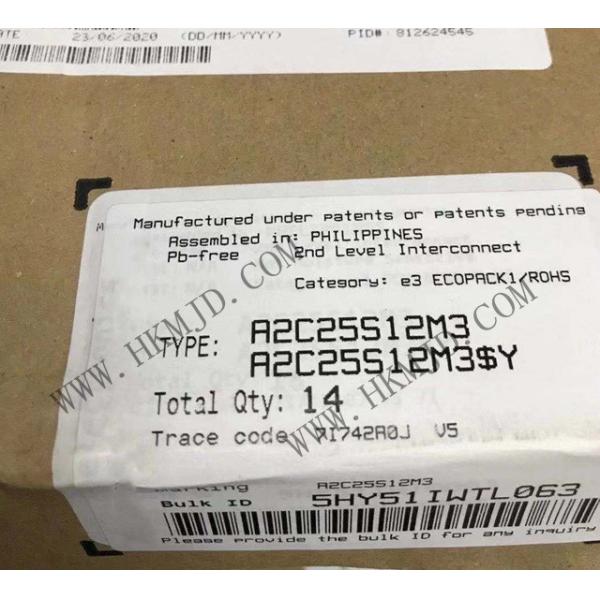 ATE 23/06/2020 (DD/MM/YYYY) PID# : 812624545
Manufactured under patents or patents pending
Assembled in: PHILIPPINES
Pb-free 2nd Level Interconnect
Category: e3 ECOPACK1/ROHS
TYPE: A2C25S12M3
A2C25S12M3$Y
Total Qty: 14
Trace code V5
Marking A2C25S12M3
Bulk ID 5HY51IWTL063
Please provide the bulk ID for any inquiry
WWW.HKMJD.COM
WWW.HKMJD.COM